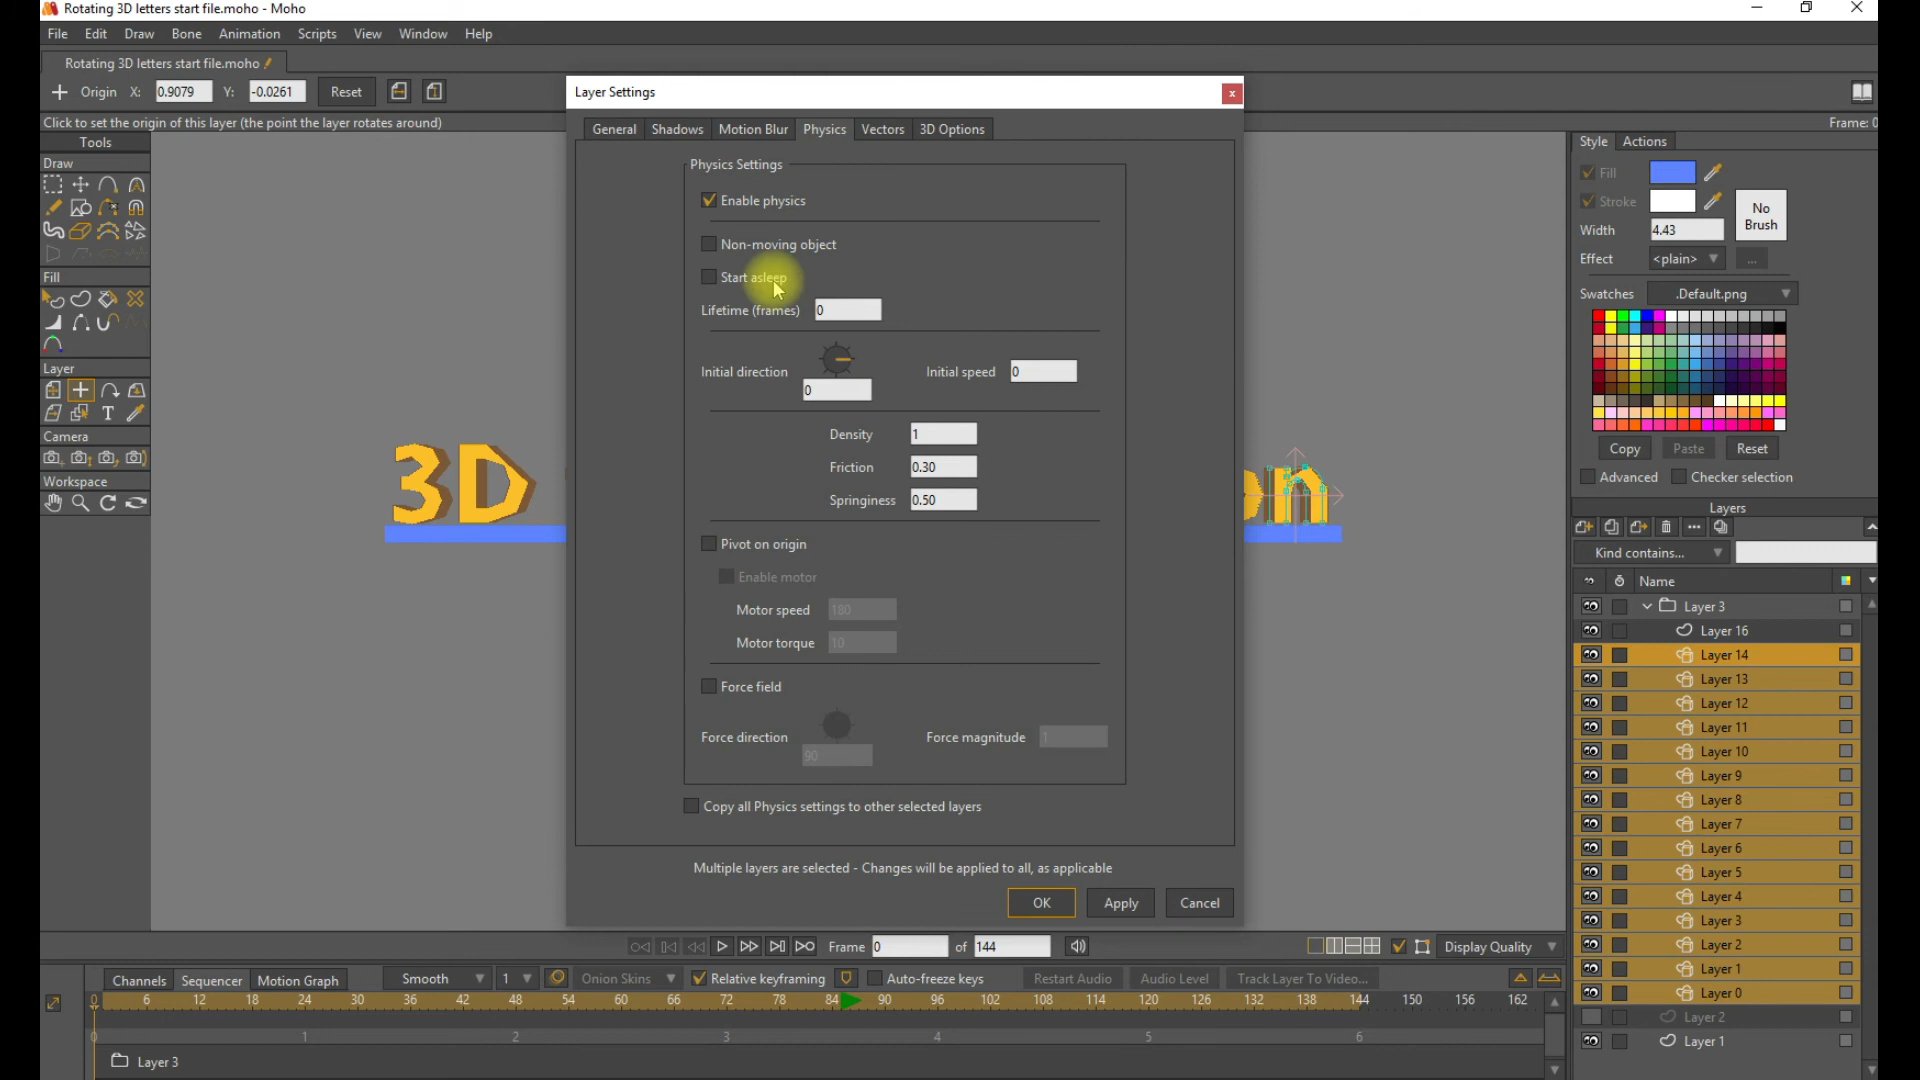 Rotating 3D letters start file.moho - Moho
File Edit Draw Bone Animation Scripts View Window Help
Rotating 3D letters start file.moho
Origin X: 0.9079 Y: -0.0261 Reset
Click to set the origin of this layer (the point the layer rotates around)
Frame: 0
Tools
Draw
Fill
Layer
T
Camera
Workspace
3D
n
Layer Settings
x
General Shadows Motion Blur Physics Vectors 3D Options
Physics Settings
Enable physics
Non-moving object
Start asleep
Lifetime (frames) 0
Initial direction 0 Initial speed 0
Density 1
Friction 0.30
Springiness 0.50
Pivot on origin
Enable motor
Motor speed 180
Motor torque 10
Force field
Force direction 90 Force magnitude 1
Copy all Physics settings to other selected layers
Multiple layers are selected - Changes will be applied to all, as applicable
OK Apply Cancel
Style Actions
Fill
Stroke
No Brush
Width 4.43
Effect <plain> ...
Swatches .Default.png
Copy Paste Reset
Advanced Checker selection
Layers
Kind contains...
Name
Layer 3
Layer 16
Layer 14
Layer 13
Layer 12
Layer 11
Layer 10
Layer 9
Layer 8
Layer 7
Layer 6
Layer 5
Layer 4
Layer 3
Layer 2
Layer 1
Layer 0
Layer 2
Layer 1
Frame 0 of 144 Display Quality
Channels Sequencer Motion Graph Smooth 1 Onion Skins Relative keyframing Auto-freeze keys Restart Audio Audio Level Track Layer To Video...
0 6 12 18 24 30 36 42 48 54 60 66 72 78 84 90 96 102 108 114 120 126 132 138 144 150 156 162
0 1 2 3 4 5 6
Layer 3